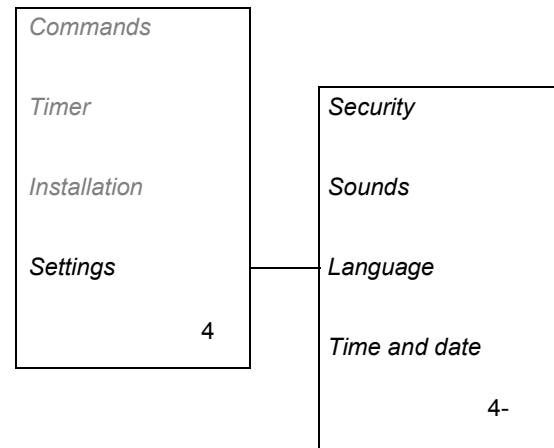 Commands
Timer
Installation
Settings
4
Security
Sounds
Language
Time and date
4-